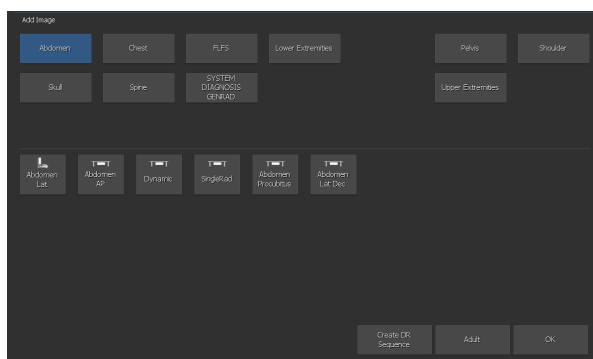 Add Image
Abdomen
Chest
FLFS
Lower Extremities
Pelvis
Shoulder
Skull
Spine
SYSTEM
DIAGNOSIS
GENRAD
Upper Extremities
Abdomen
Lat
Abdomen
AP
Dynamic
SingleRad
Abdomen
Procubitus
Abdomen
Lat Dec
Create DR
Sequence
Adult
OK